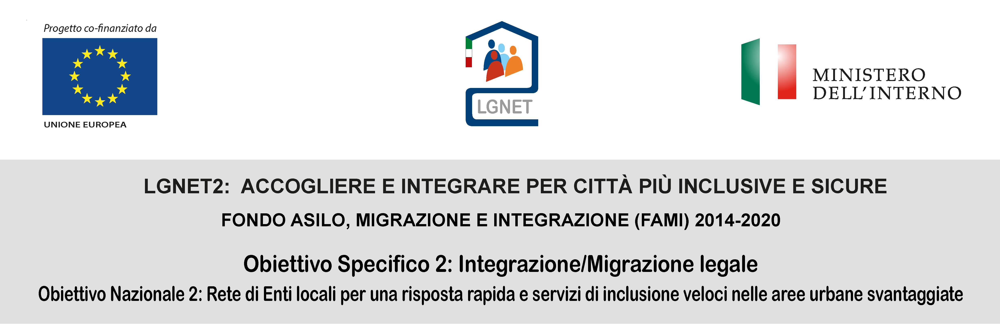 Progetto co-finanziato da
UNIONE EUROPEA
LGNET
MINISTERO
DELL'INTERNO
LGNET2: ACCOGLIERE E INTEGRARE PER CITTÀ PIÙ INCLUSIVE E SICURE
FONDO ASILO, MIGRAZIONE E INTEGRAZIONE (FAMI) 2014-2020
Obiettivo Specifico 2: Integrazione/Migrazione legale
Obiettivo Nazionale 2: Rete di Enti locali per una risposta rapida e servizi di inclusione veloci nelle aree urbane svantaggiate